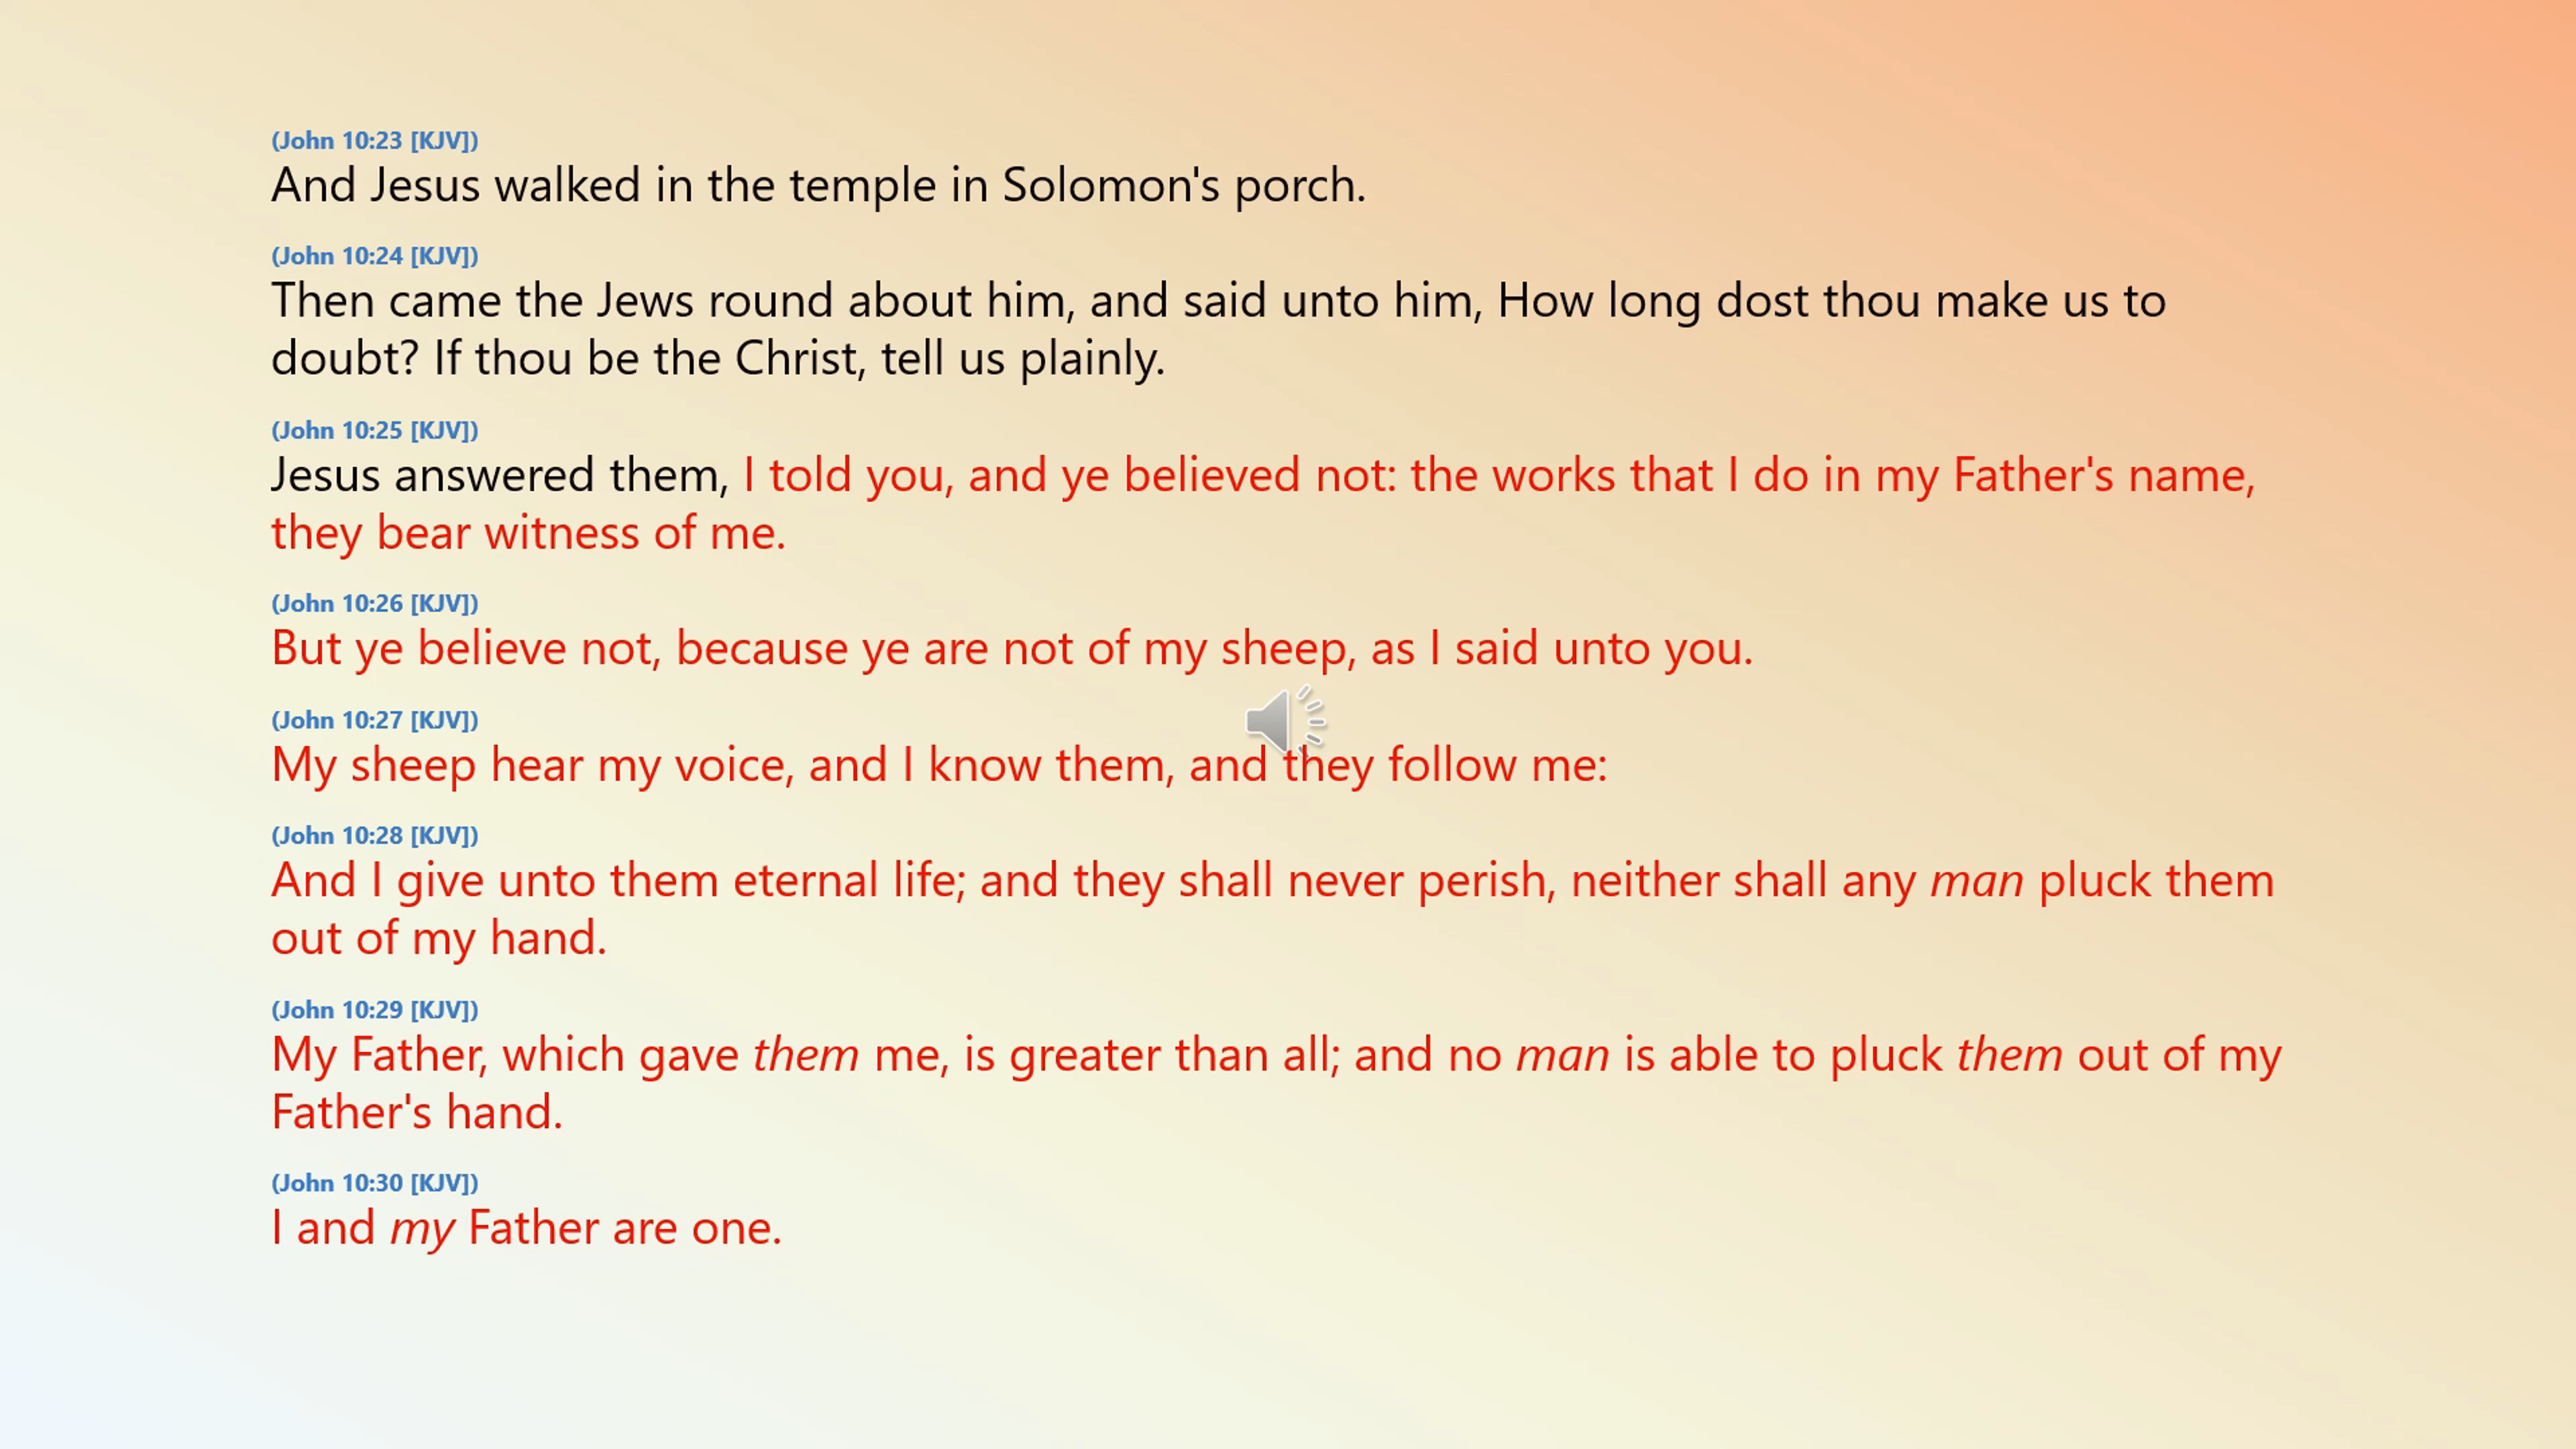 (John 10:23 [KJV])
And Jesus walked in the temple in Solomon's porch.
(John 10:24 [KJV])
Then came the Jews round about him, and said unto him, How long dost thou make us to
doubt? If thou be the Christ, tell us plainly.
(John 10:25 [KJV])
Jesus answered them, I told you, and ye believed not: the works that I do in my Father's name,
they bear witness of me.
(John 10:26 [KJV])
But ye believe not, because ye are not of my sheep, as I said unto you.
(John 10:27 [KJV])
My sheep hear my voice, and I know them, and they follow me:
(John 10:28 [KJV])
And I give unto them eternal life; and they shall never perish, neither shall any man pluck them
out of my hand.
(John 10:29 [KJV])
My Father, which gave them me, is greater than all; and no man is able to pluck them out of my
Father's hand.
(John 10:30 [KJV])
I and my Father are one.